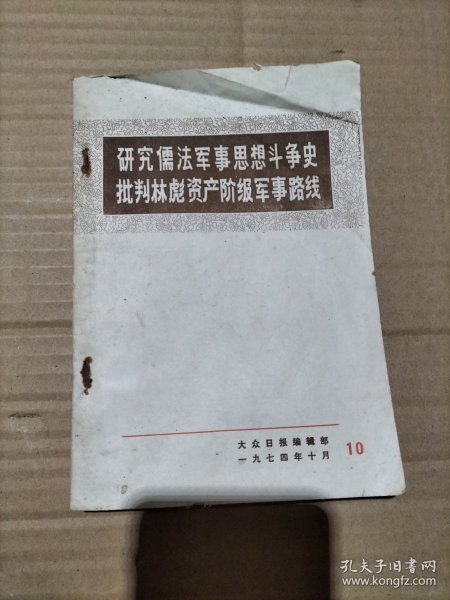 研究儒法军事思想斗争史
批判林彪资产阶级军事路线
大众日报编辑部
一九七四年十月
10
孔夫子旧书网
www.kongfz.com